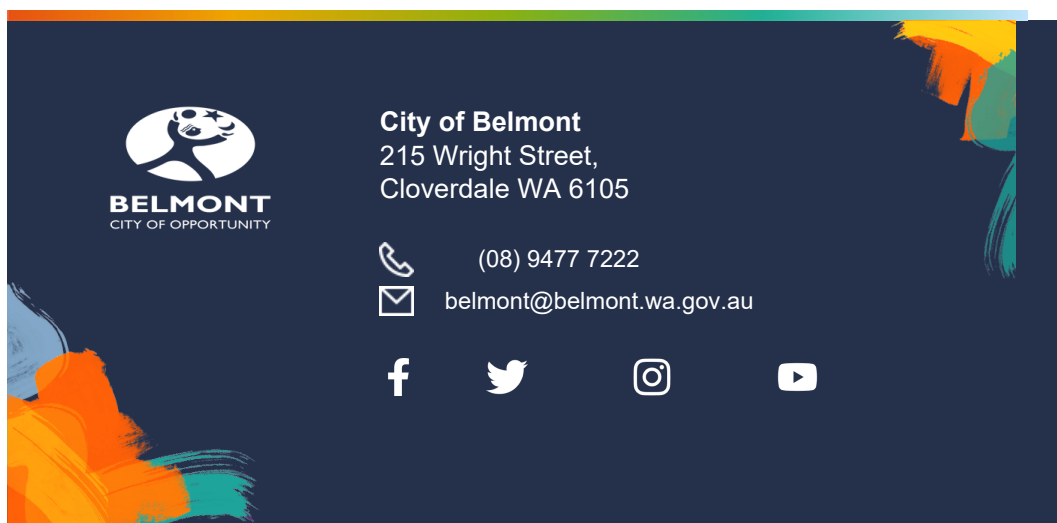 BELMONT
CITY OF OPPORTUNITY
City of Belmont
215 Wright Street,
Cloverdale WA 6105
(08) 9477 7222
belmont@belmont.wa.gov.au